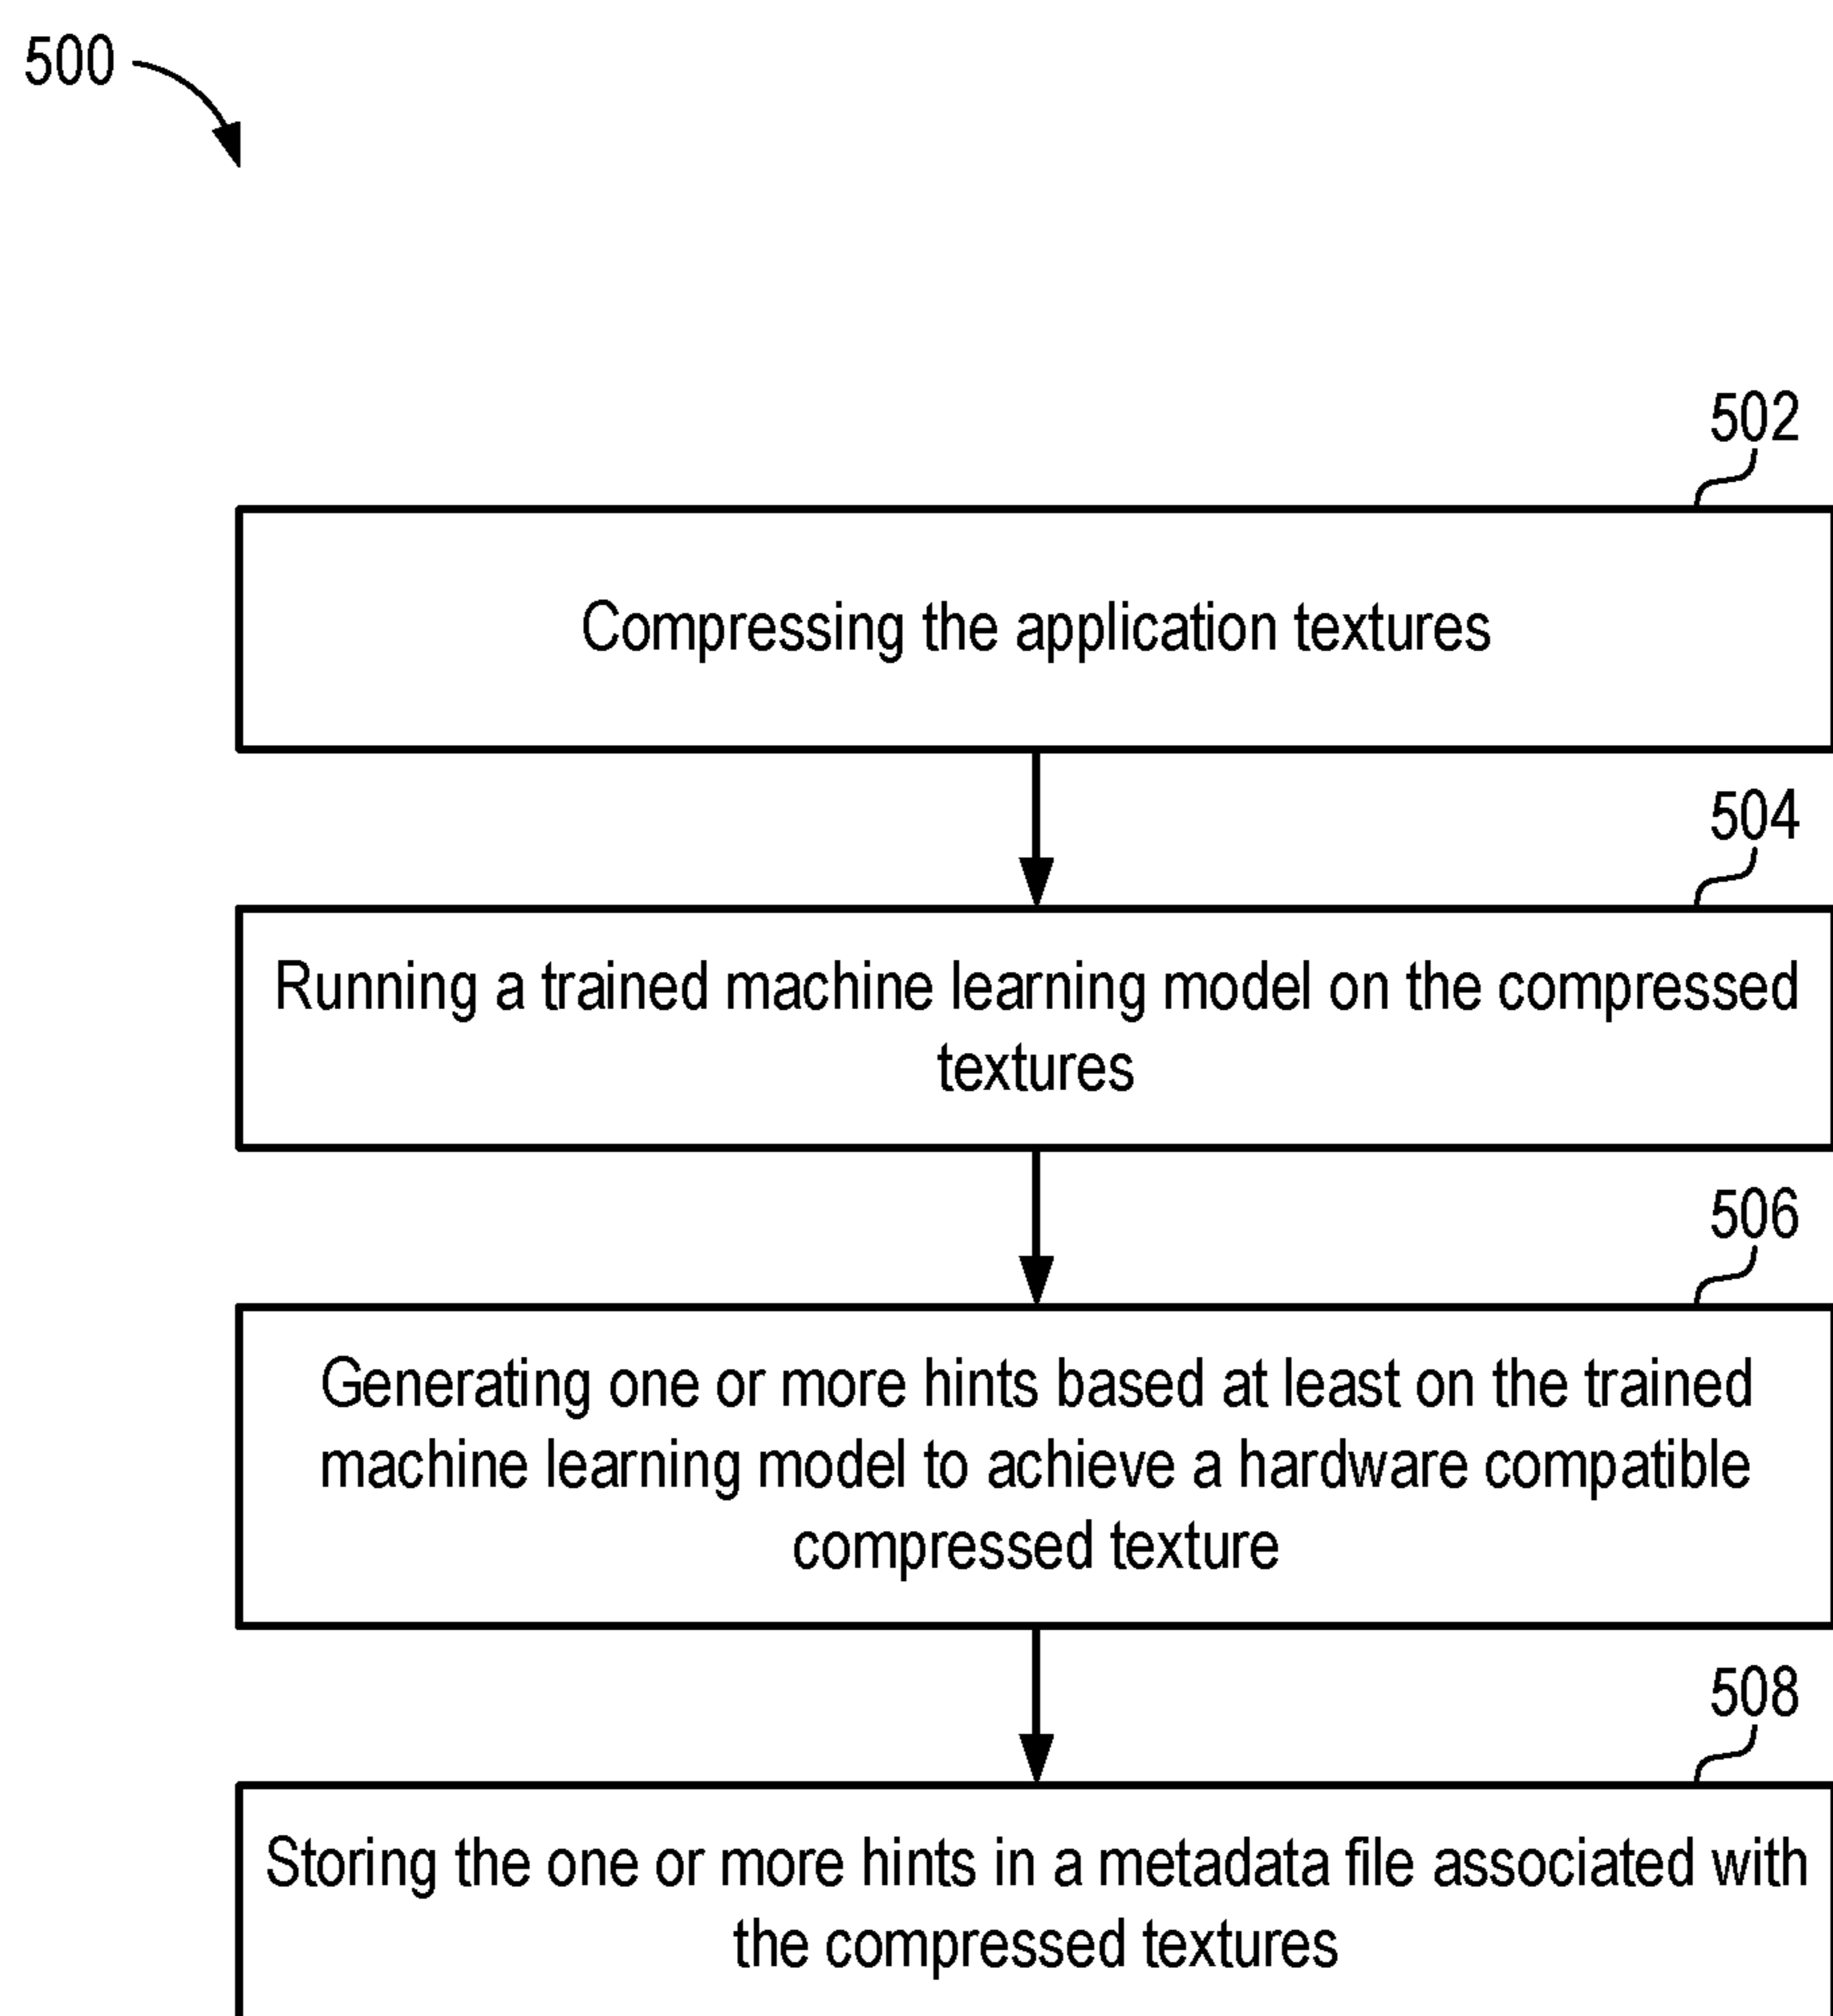 500
502
Compressing the application textures
504
Running a trained machine learning model on the compressed
textures
506
Generating one or more hints based at least on the trained
machine learning model to achieve a hardware compatible
compressed texture
508
Storing the one or more hints in a metadata file associated with
the compressed textures